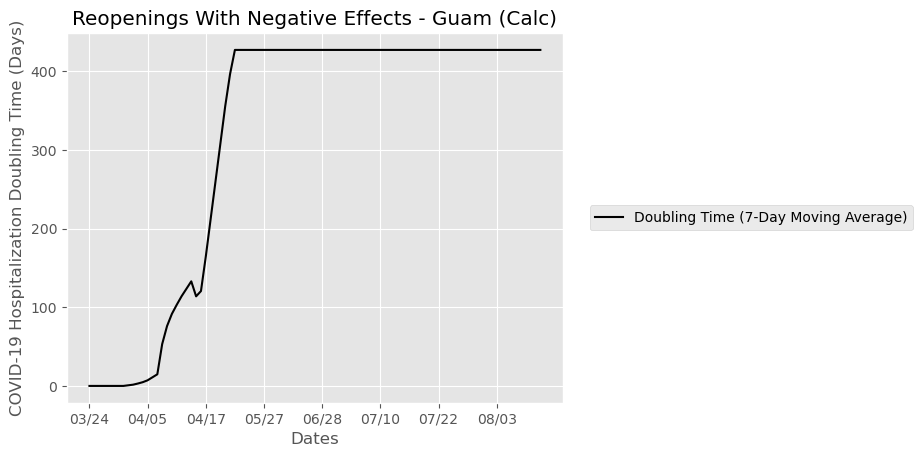 Reopenings With Negative Effects - Guam (Calc)
COVID-19 Hospitalization Doubling Time (Days)
400
300
200
100
0
03/24 04/05 04/17 05/27 06/28 07/10 07/22 08/03
Dates
Doubling Time (7-Day Moving Average)